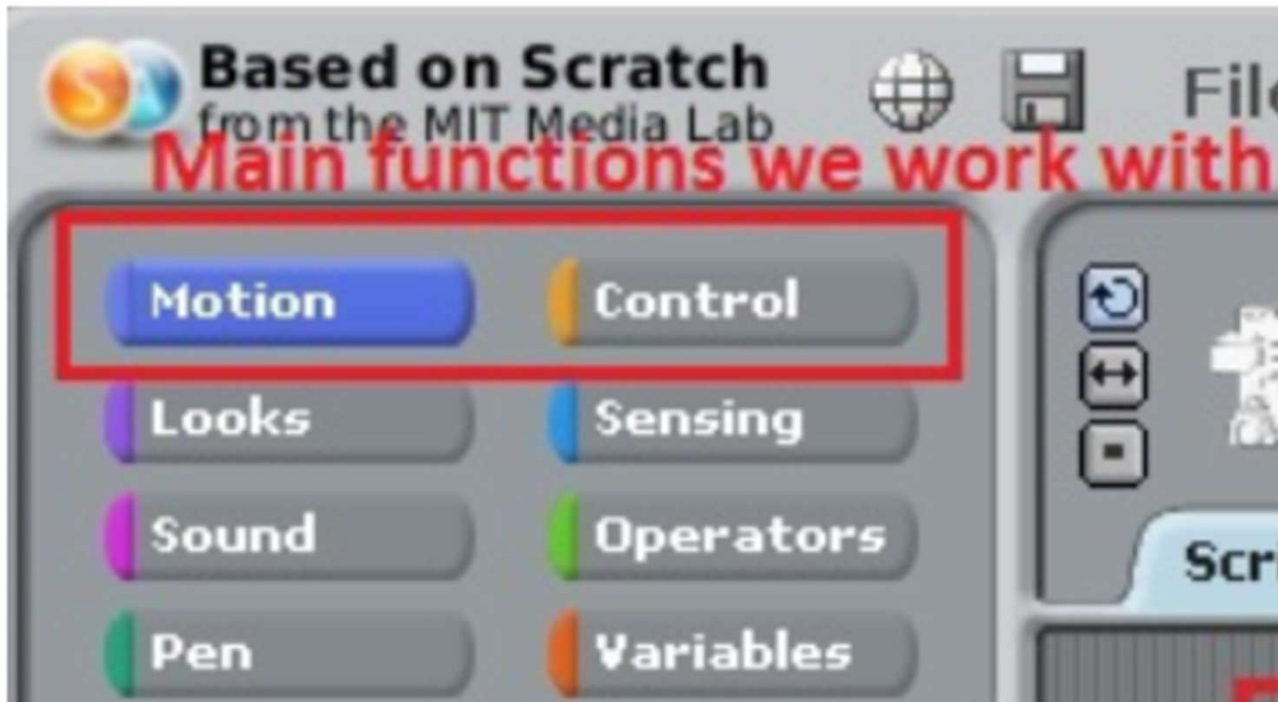 Based on Scratch
from the MIT Media Lab
File
Main functions we work with
Motion
Control
Looks
Sensing
Sound
Operators
Pen
Variables